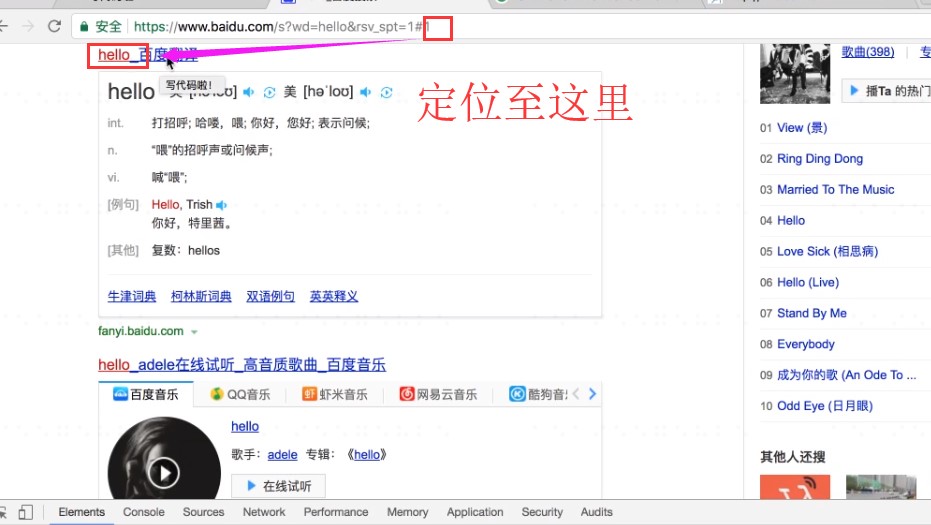 安全 https://www.baidu.com/s?wd=hello&rsv_spt=1#1
hello_百度翻译
写代码啦!
定位至这里
hello 美 [həˈloʊ]
int. 打招呼; 哈喽, 喂; 你好, 您好; 表示问候;
n. “喂”的招呼声或问候声;
vi. 喊“喂”;
[例句] Hello, Trish
你好, 特里茜。
[其他] 复数: hellos
牛津词典 柯林斯词典 双语例句 英英释义
fanyi.baidu.com
hello_adele在线试听_高音质歌曲_百度音乐
百度音乐 QQ音乐 虾米音乐 网易云音乐 酷狗音
hello
歌手: adele 专辑: 《hello》
在线试听
歌曲(398)
播Ta 的热门
01 View (景)
02 Ring Ding Dong
03 Married To The Music
04 Hello
05 Love Sick (相思病)
06 Hello (Live)
07 Stand By Me
08 Everybody
09 成为你的歌 (An Ode To ...
10 Odd Eye (日月眼)
其他人还搜
Elements Console Sources Network Performance Memory Application Security Audits